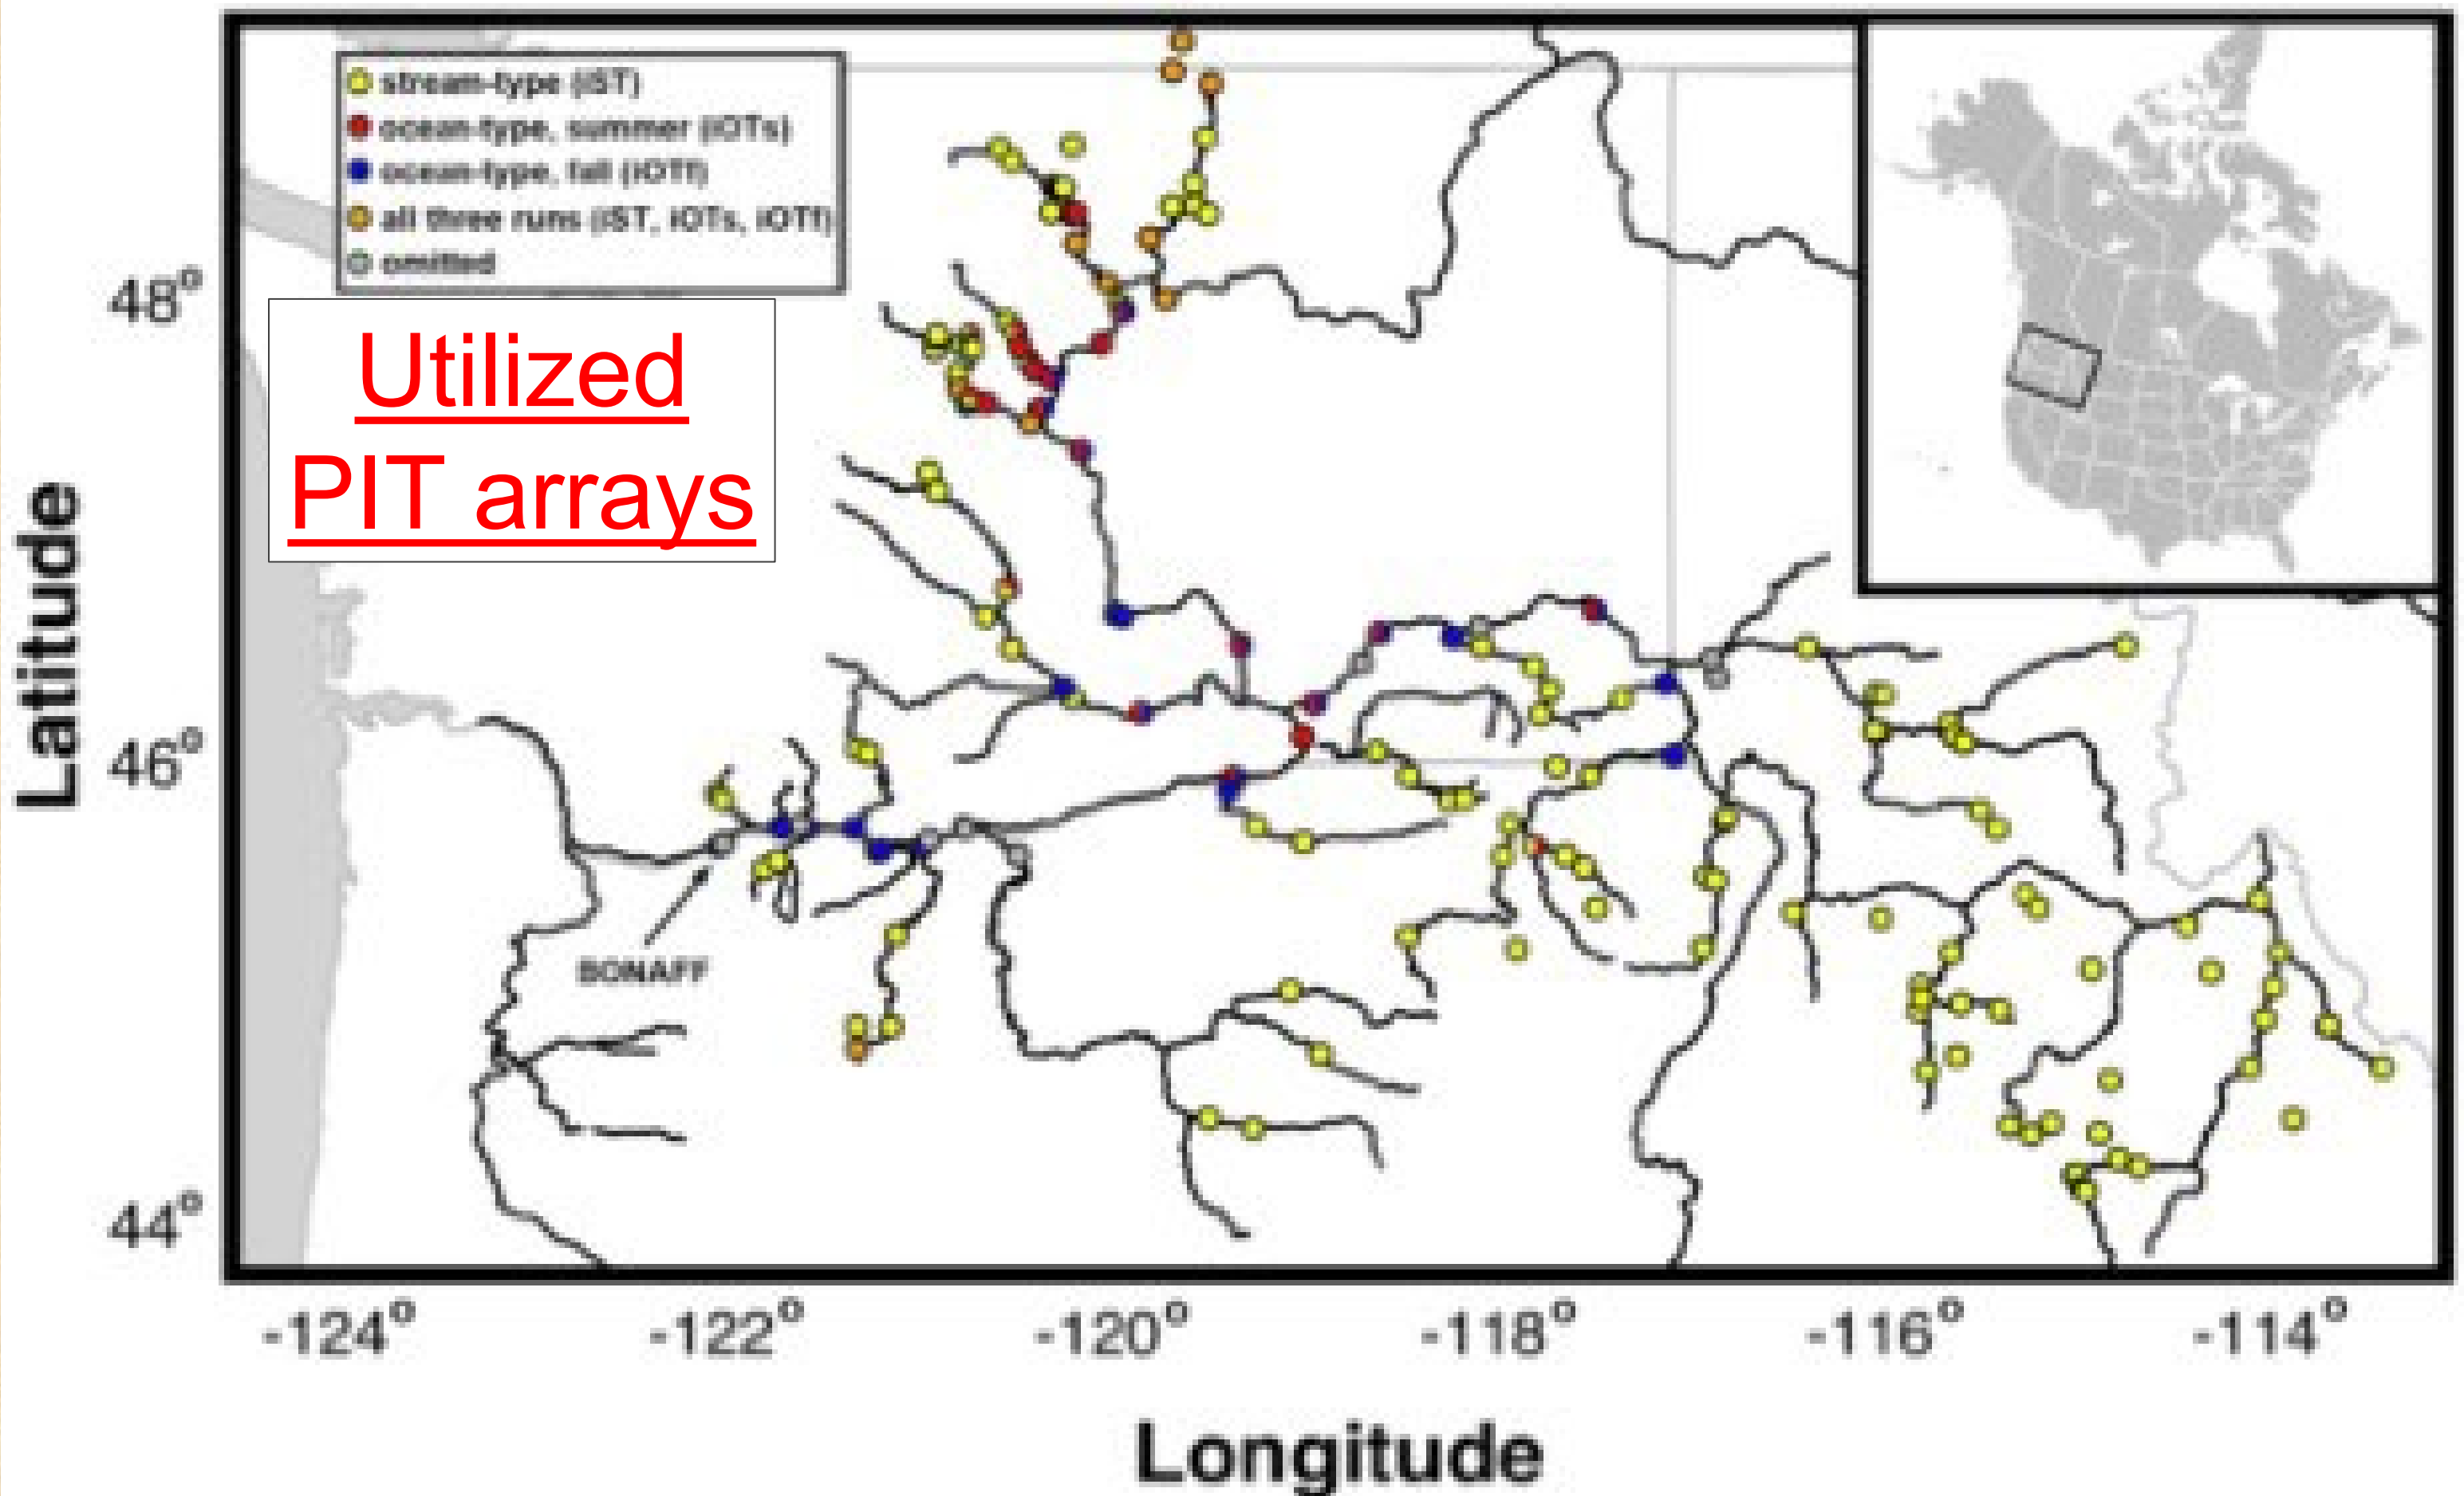 stream-type (iST)
ocean-type, summer (iOTs)
ocean-type, fall (iOTf)
all three runs (iST, iOTs, iOTf)
omitted
Utilized
PIT arrays
48°
46°
44°
Latitude
BONAFF
-124° -122° -120° -118° -116° -114°
Longitude